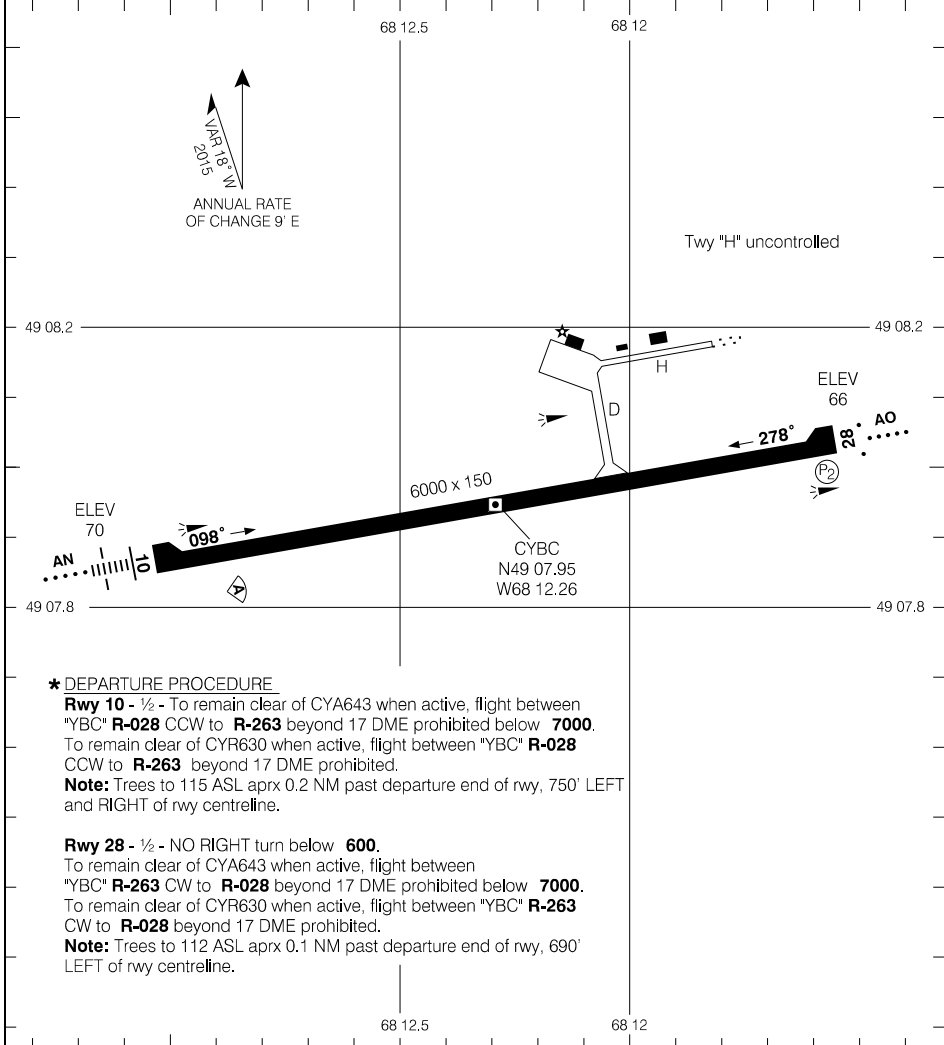 68 12.5
68 12
VAR 18° W
2015
ANNUAL RATE
OF CHANGE 9' E
Twy "H" uncontrolled
49 08.2
49 08.2
H
ELEV
66
D
28
AO
278°
P2
6000 x 150
ELEV
70
098°
AN
10
A
CYBC
N49 07.95
W68 12.26
49 07.8
49 07.8
* DEPARTURE PROCEDURE
Rwy 10 - ½ - To remain clear of CYA643 when active, flight between
"YBC" R-028 CCW to R-263 beyond 17 DME prohibited below 7000.
To remain clear of CYR630 when active, flight between "YBC" R-028
CCW to R-263 beyond 17 DME prohibited.
Note: Trees to 115 ASL aprx 0.2 NM past departure end of rwy, 750' LEFT
and RIGHT of rwy centreline.
Rwy 28 - ½ - NO RIGHT turn below 600.
To remain clear of CYA643 when active, flight between
"YBC" R-263 CW to R-028 beyond 17 DME prohibited below 7000.
To remain clear of CYR630 when active, flight between "YBC" R-263
CW to R-028 beyond 17 DME prohibited.
Note: Trees to 112 ASL aprx 0.1 NM past departure end of rwy, 690'
LEFT of rwy centreline.
68 12.5
68 12